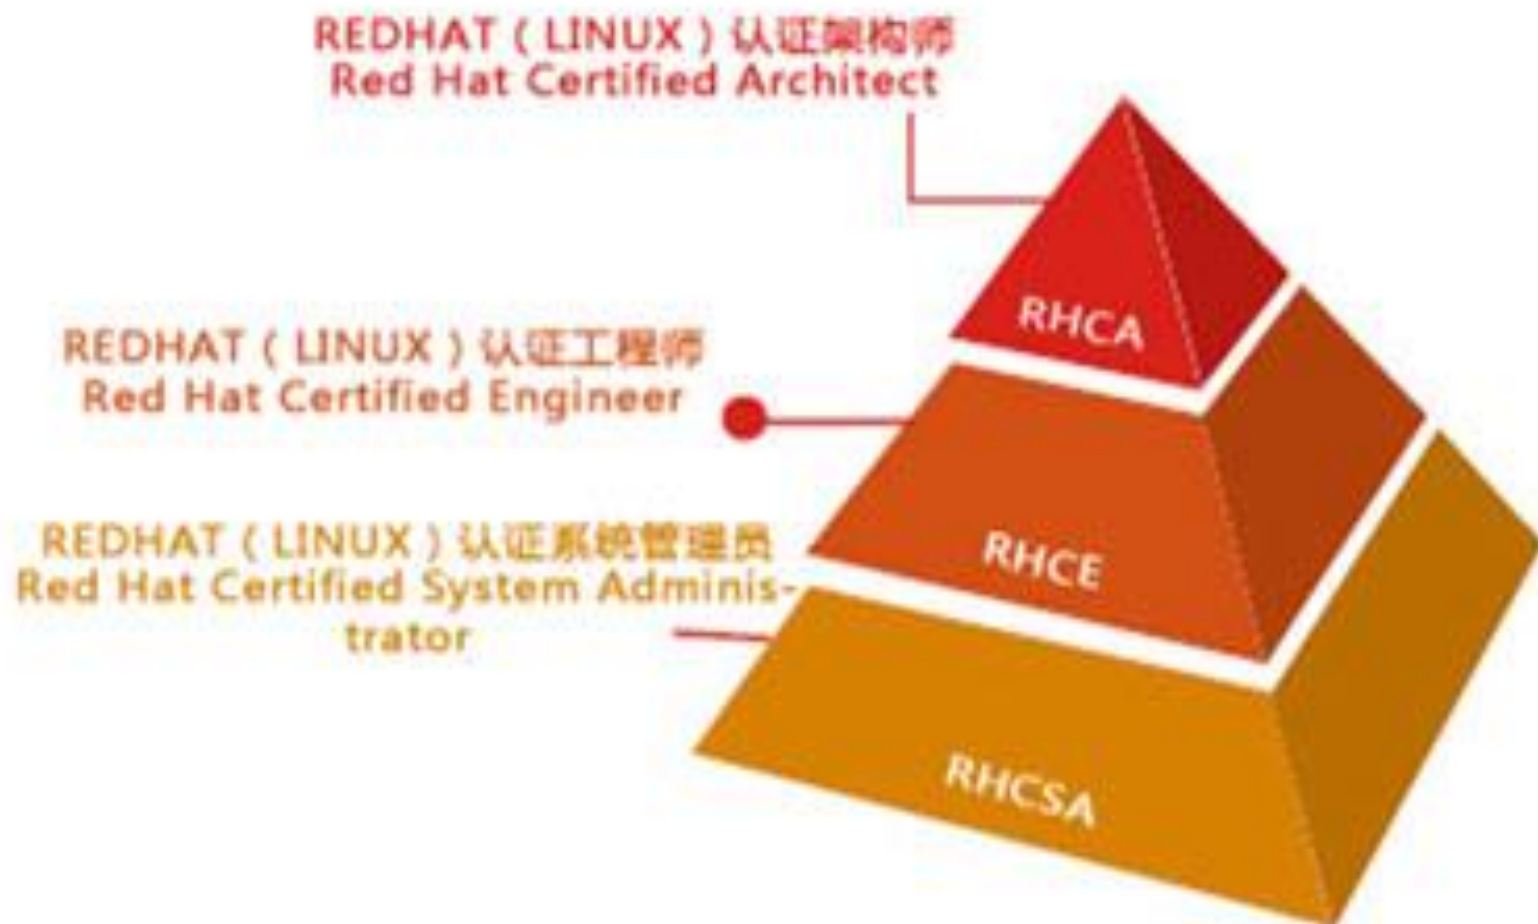 REDHAT（LINUX）认证架构师
Red Hat Certified Architect
RHCA
REDHAT（LINUX）认证工程师
Red Hat Certified Engineer
RHCE
REDHAT（LINUX）认证系统管理员
Red Hat Certified System Adminis-
trator
RHCSA